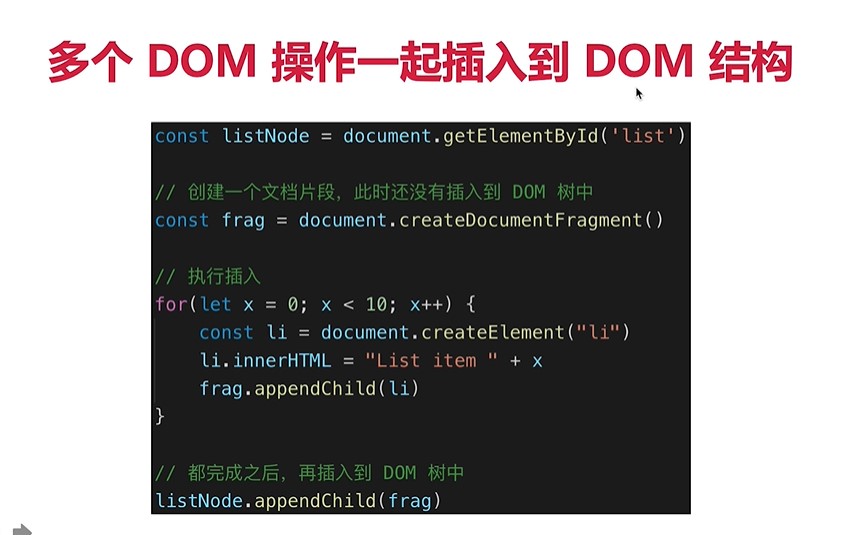 多个 DOM 操作一起插入到 DOM 结构
const listNode = document.getElementById('list')
// 创建一个文档片段，此时还没有插入到 DOM 树中
const frag = document.createDocumentFragment()
// 执行插入
for(let x = 0; x < 10; x++) {
    const li = document.createElement("li")
    li.innerHTML = "List item " + x
    frag.appendChild(li)
}
// 都完成之后，再插入到 DOM 树中
listNode.appendChild(frag)